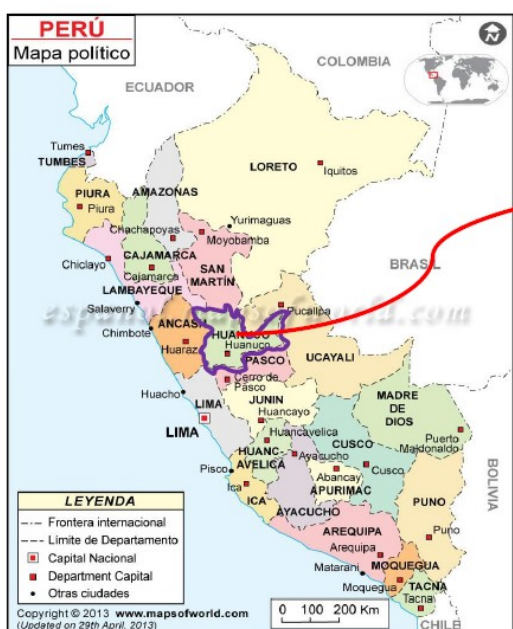 PERÚ
Mapa político
COLOMBIA
ECUADOR
Tumes
TUMBES
LORETO
Iquitos
PIURA
Piura
AMAZONAS
Yurimaguas
Chachapoyas
Moyobamba
Chiclayo
CAJAMARCA
Cajamarca
SAN
MARTÍN
BRASIL
LAMBAYEQUE
Salaverry
Pucallpa
español.mapsofworld.com
ANCASH
Chimbote
Huaraz
Huanuco
UCAYALI
PASCO
Cerro de
Pasco
Huacho
LIMA
JUNIN
Huancayo
MADRE
DE
DIOS
LIMA
Huancavelica
HUANC
AVELICA
Ayacucho
CUSCO
Cusco
Puerto
Maldonaldo
Pisco
Abancay
APURIMAC
BOLIVIA
Ica
ICA
AYACUCHO
PUNO
Puno
AREQUIPA
Arequipa
Matarani
MOQUEGUA
Moquegua
TACNA
Tacna
CHILE
LEYENDA
Frontera internacional
Limite de Departamento
Capital Nacional
Department Capital
Otras ciudades
0 100 200 Km
Copyright © 2013 www.mapsofworld.com
(Updated on 29th April, 2013)
N